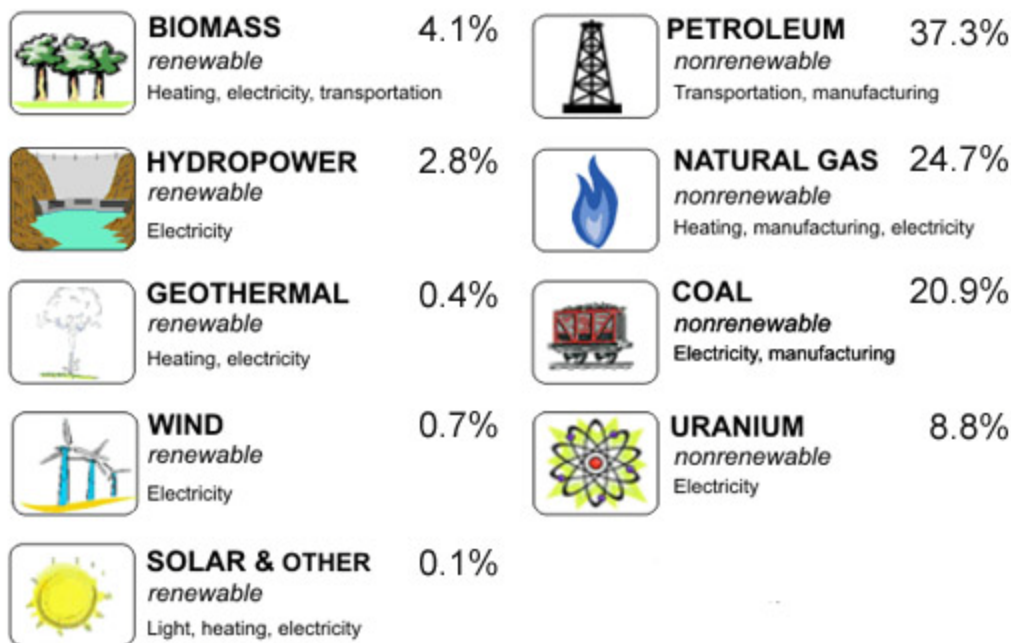 BIOMASS 4.1%
renewable
Heating, electricity, transportation
HYDROPOWER 2.8%
renewable
Electricity
GEOTHERMAL 0.4%
renewable
Heating, electricity
WIND 0.7%
renewable
Electricity
SOLAR & OTHER 0.1%
renewable
Light, heating, electricity
PETROLEUM 37.3%
nonrenewable
Transportation, manufacturing
NATURAL GAS 24.7%
nonrenewable
Heating, manufacturing, electricity
COAL 20.9%
nonrenewable
Electricity, manufacturing
URANIUM 8.8%
nonrenewable
Electricity